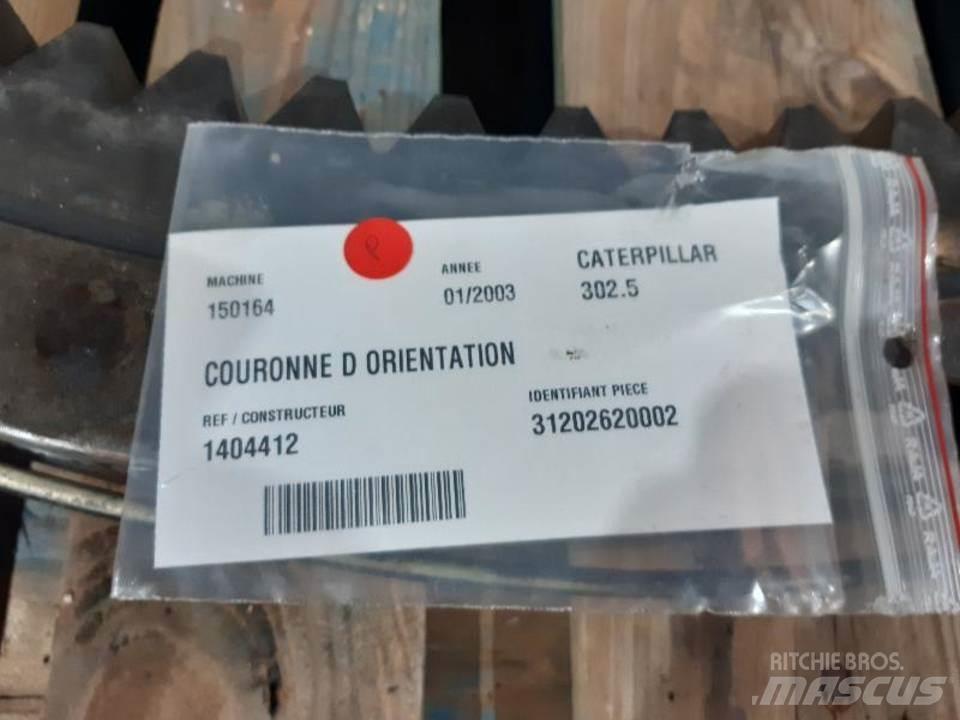 MACHINE
150164
P
ANNEE
01/2003
CATERPILLAR
302.5
COURONNE D ORIENTATION
REF / CONSTRUCTEUR
1404412
IDENTIFIANT PIECE
31202620002
RITCHIE BROS.
MASCUS